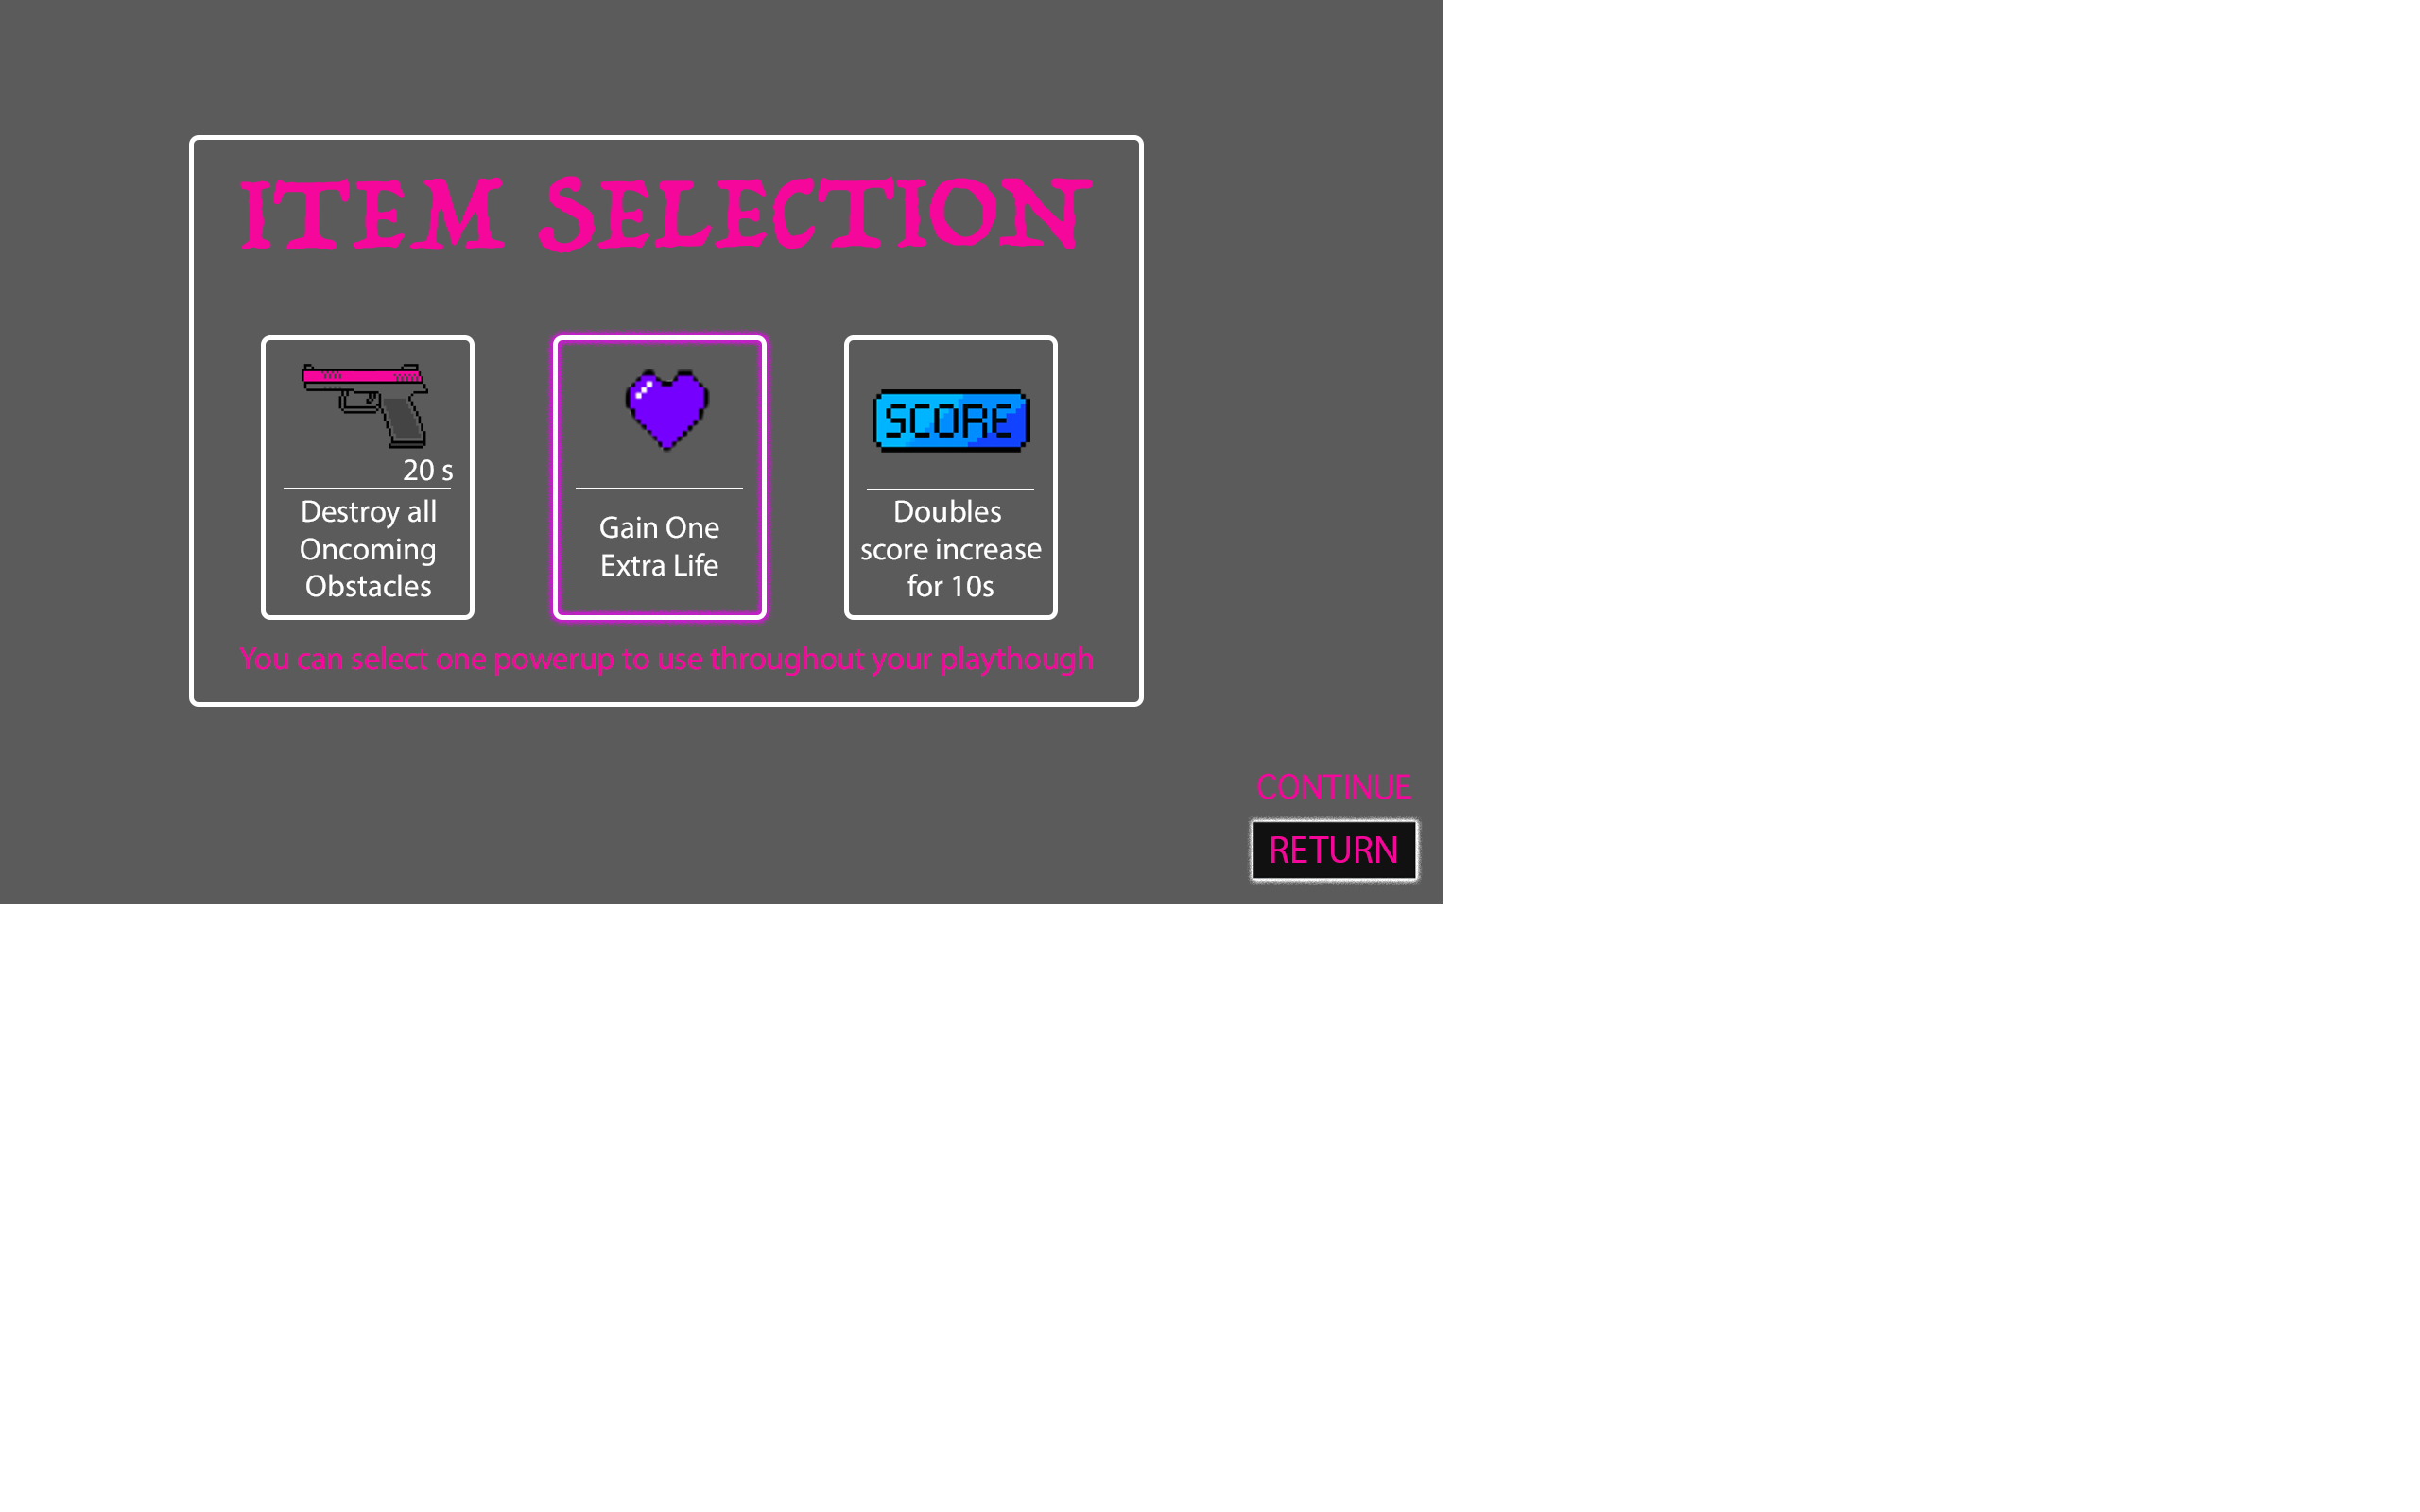 ITEM SELECTION
20 s
Destroy all
Oncoming
Obstacles
Gain One
Extra Life
SCORE
Doubles
score increase
for 10s
You can select one powerup to use throughout your playthough
CONTINUE
RETURN